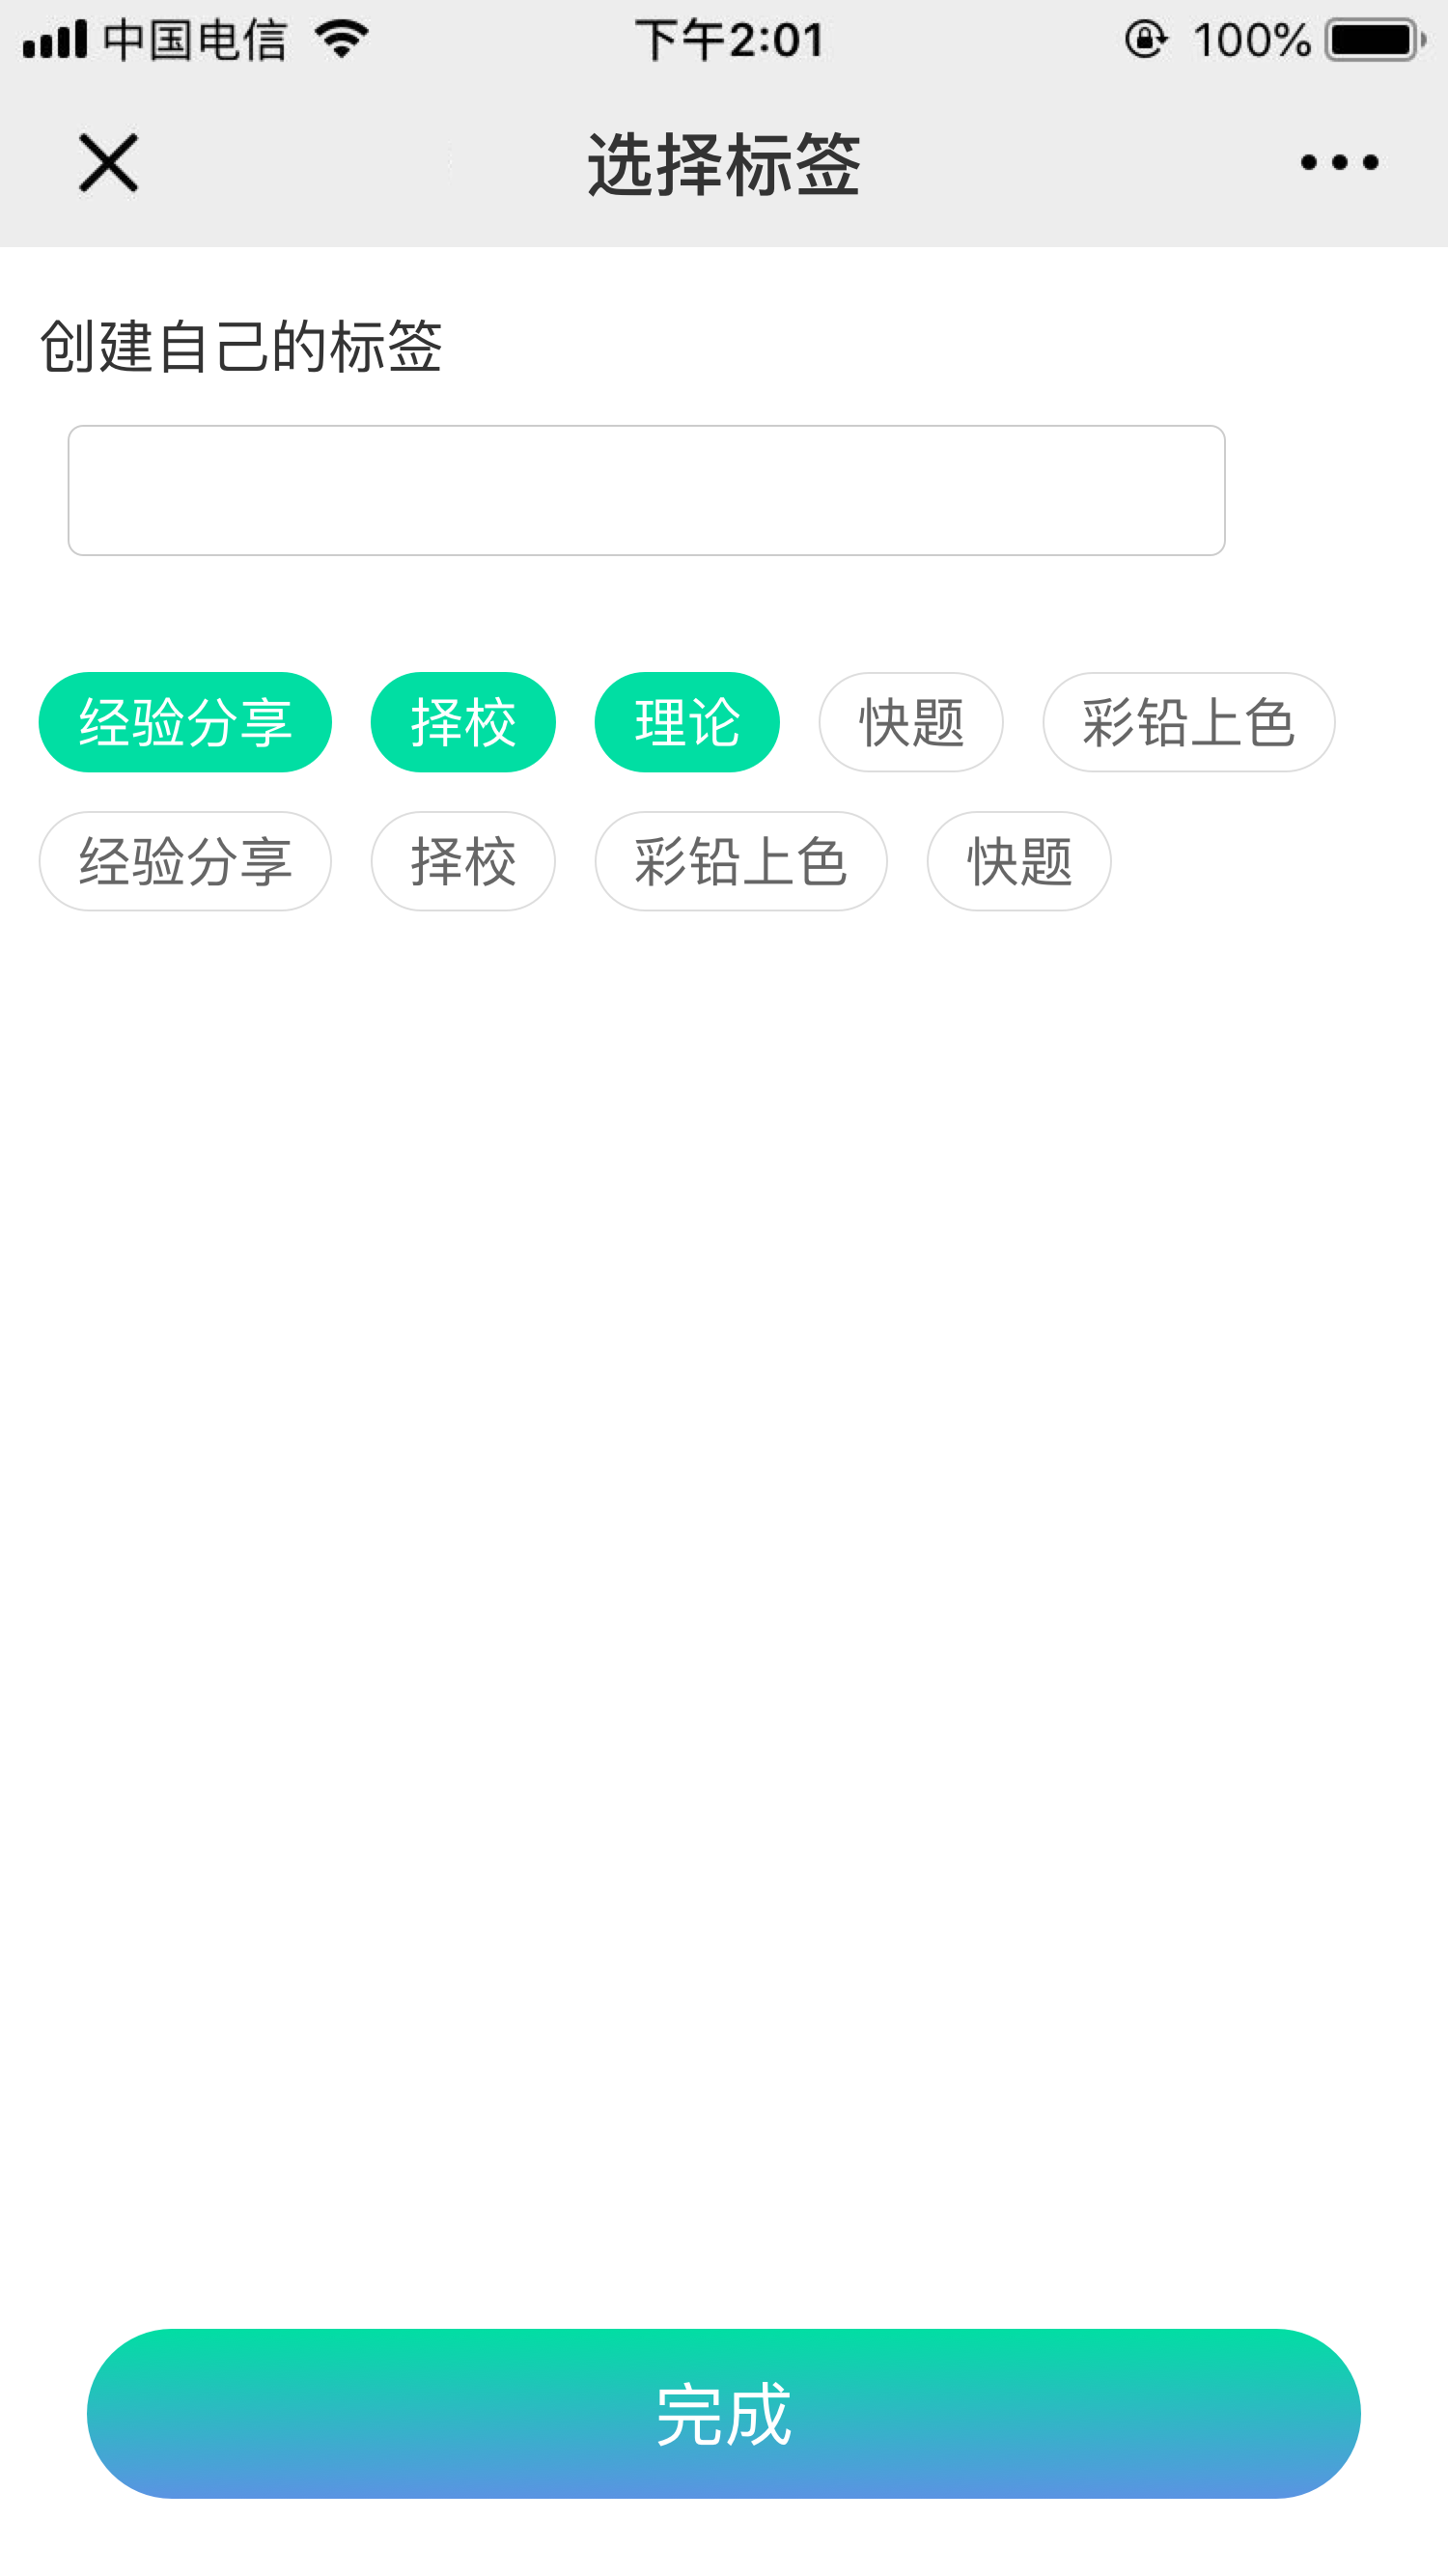 中国电信 下午2:01 100%
选择标签
创建自己的标签
经验分享 择校 理论 快题 彩铅上色
经验分享 择校 彩铅上色 快题
完成